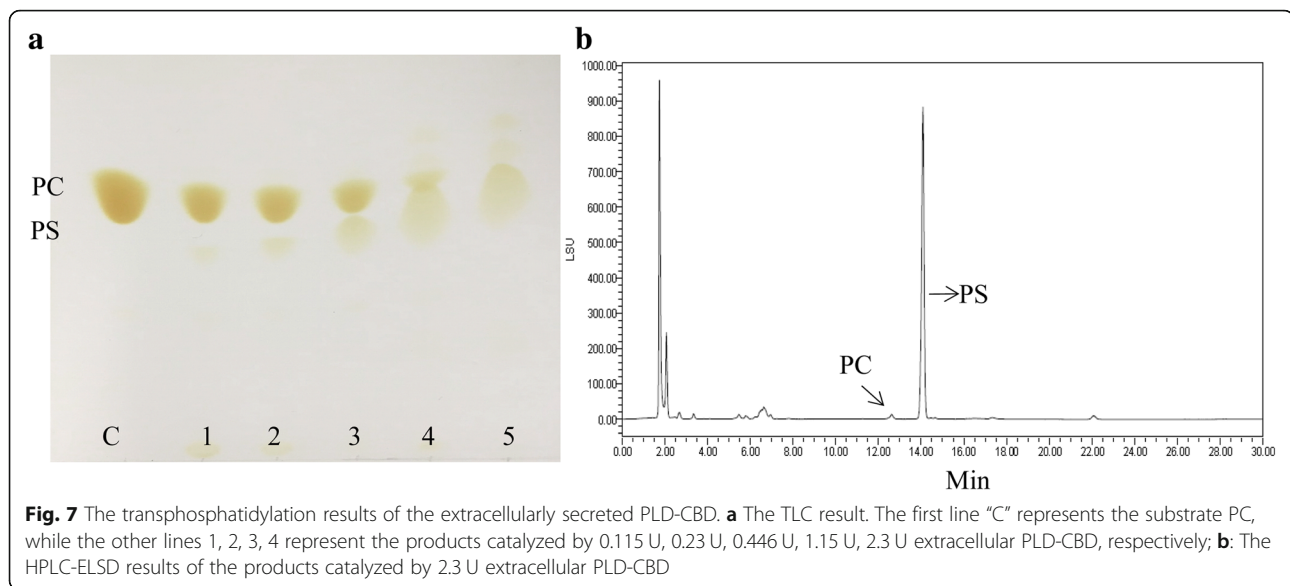 a
PC
PS
C 1 2 3 4 5
b
1000.00
900.00
800.00
700.00
600.00
500.00
400.00
300.00
200.00
100.00
0.00
LSU
PC
PS
0.00 2.00 4.00 6.00 8.00 10.00 12.00 14.00 16.00 18.00 20.00 22.00 24.00 26.00 28.00 30.00
Min
Fig. 7 The transphosphatidylation results of the extracellularly secreted PLD-CBD. a The TLC result. The first line “C” represents the substrate PC,
while the other lines 1, 2, 3, 4 represent the products catalyzed by 0.115 U, 0.23 U, 0.446 U, 1.15 U, 2.3 U extracellular PLD-CBD, respectively; b: The
HPLC-ELSD results of the products catalyzed by 2.3 U extracellular PLD-CBD